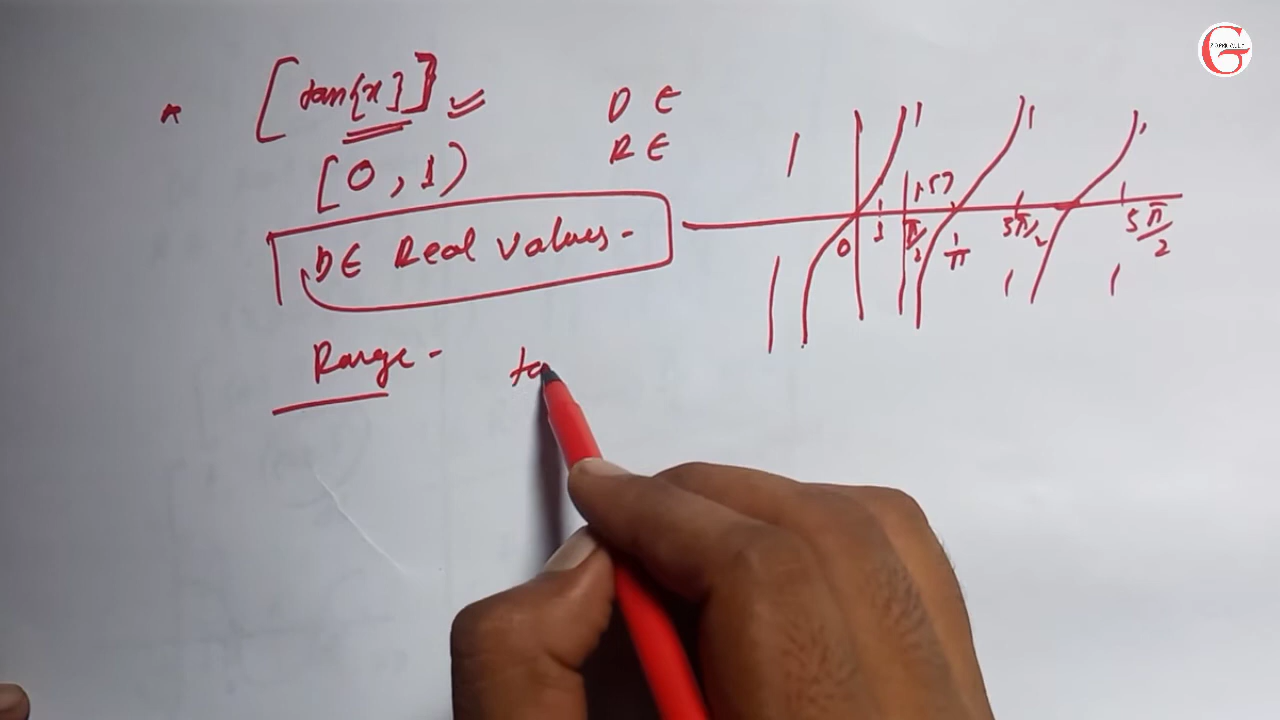 * [tan{x}] ✓
[0, 1)
D ∈ Real Values -
Range - ta
D ∈
R ∈
1.57
0 1 π/2 π 3π/2 5π/2
G